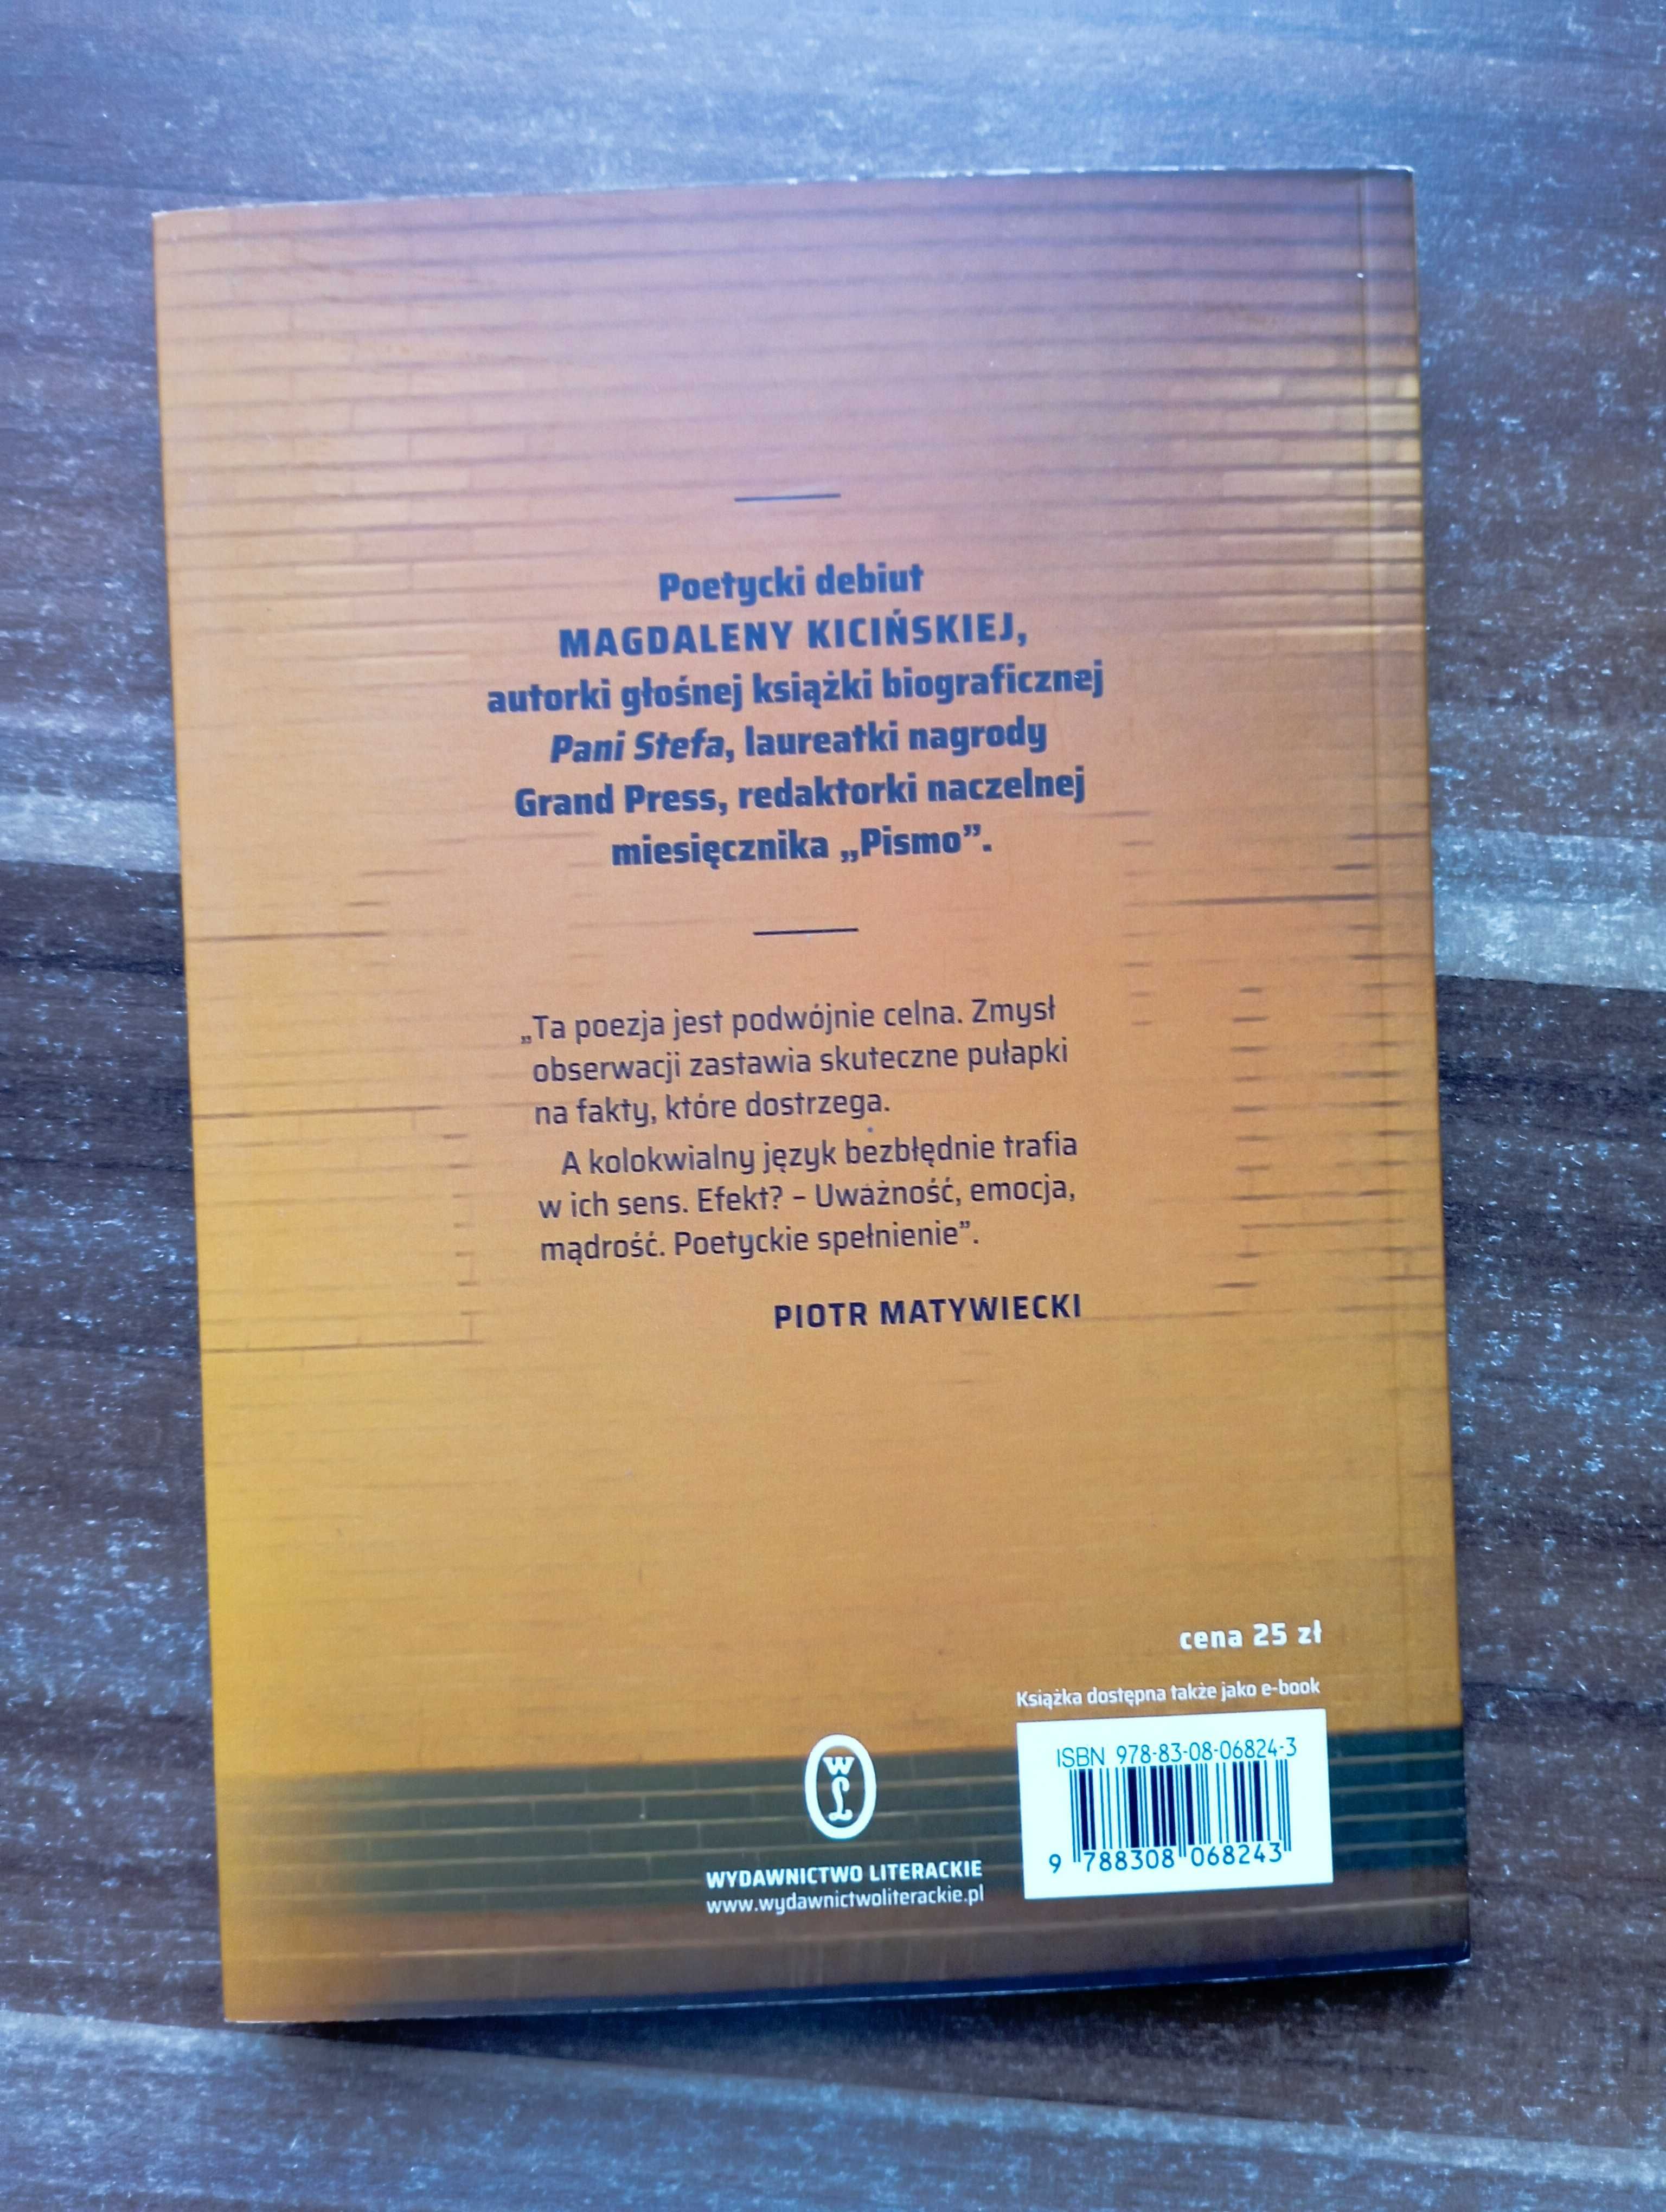 Poetycki debiut
MAGDALENY KICIŃSKIEJ,
autorki głośnej książki biograficznej
Pani Stefa, laureatki nagrody
Grand Press, redaktorki naczelnej
miesięcznika „Pismo”.
„Ta poezja jest podwójnie celna. Zmysł
obserwacji zastawia skuteczne pułapki
na fakty, które dostrzega.
A kolokwialny język bezbłędnie trafia
w ich sens. Efekt? – Uważność, emocja,
mądrość. Poetyckie spełnienie”.
PIOTR MATYWIECKI
cena 25 zł
Książka dostępna także jako e-book
ISBN 978-83-08-06824-3
9 788308 068243
WL
WYDAWNICTWO LITERACKIE
www.wydawnictwoliterackie.pl